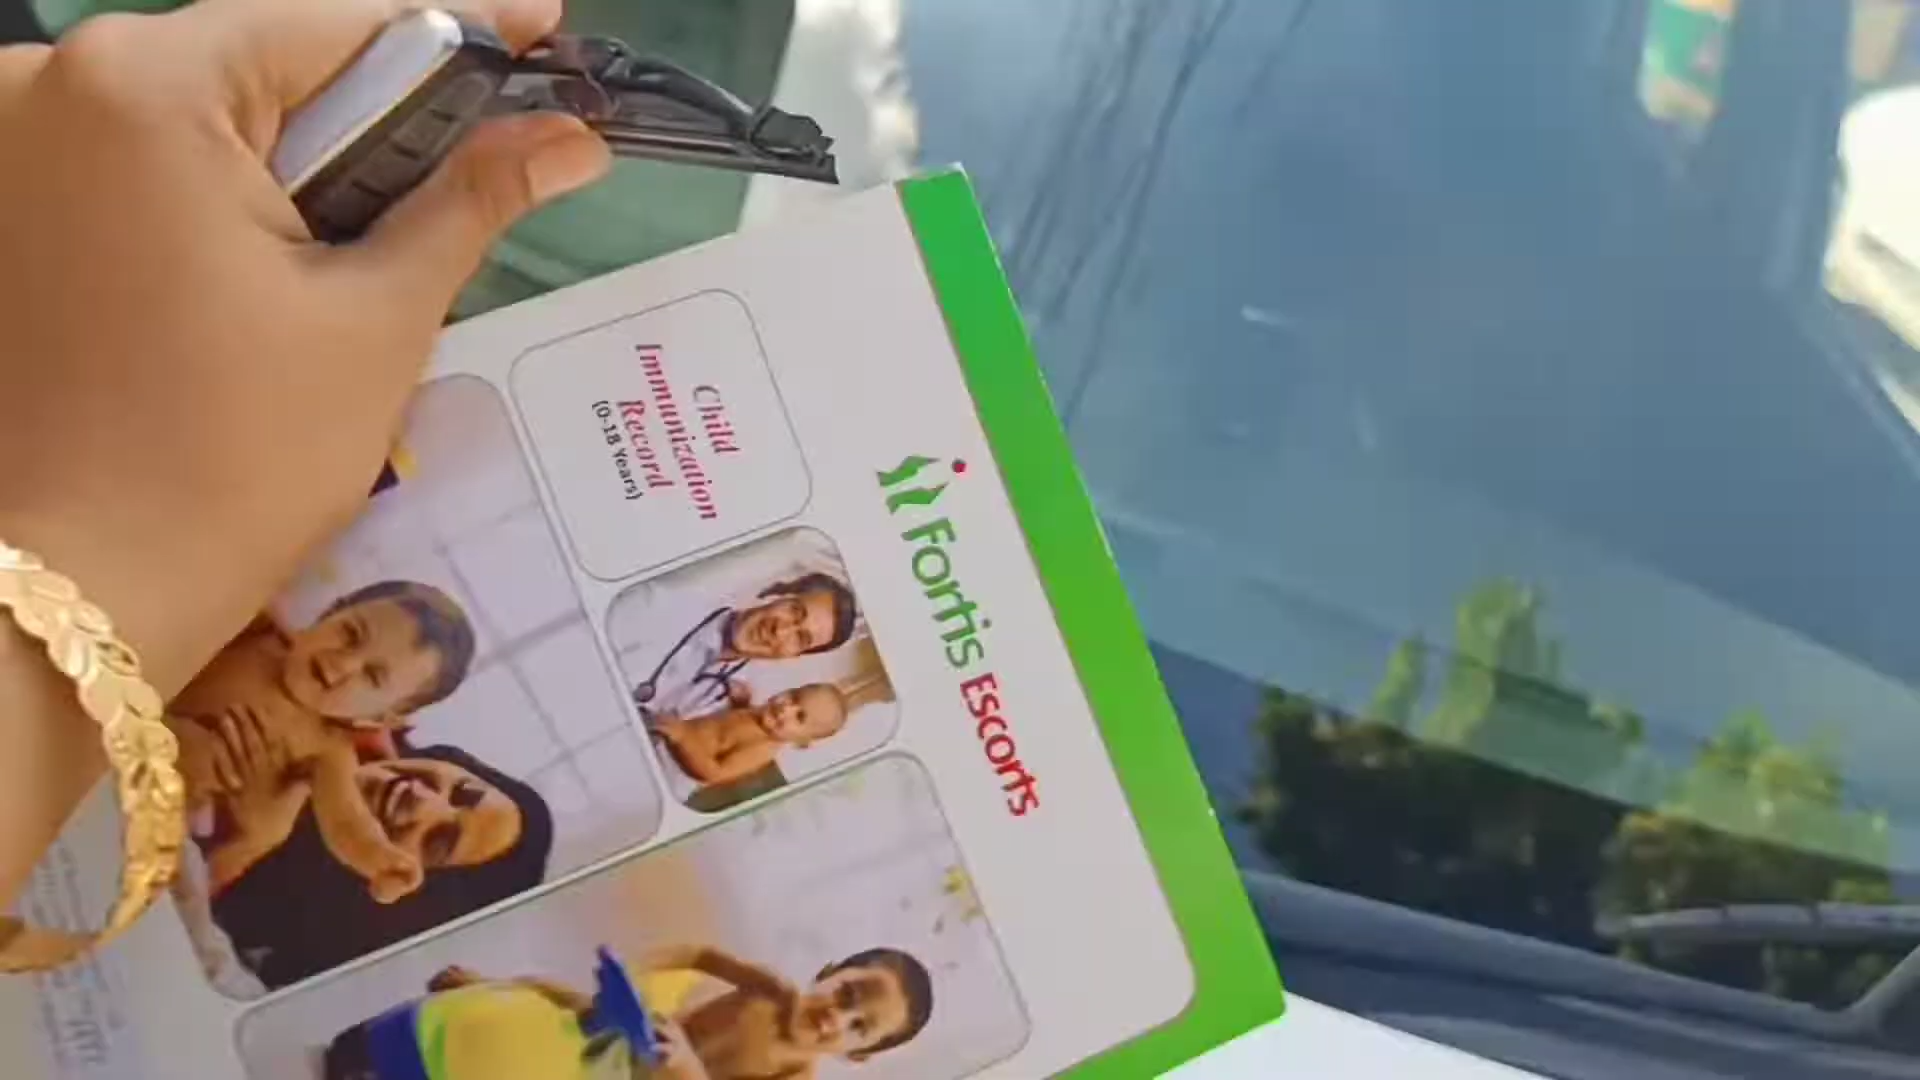 Fortis ESCORTS
Child
Immunization
Record
(0-18 Years)